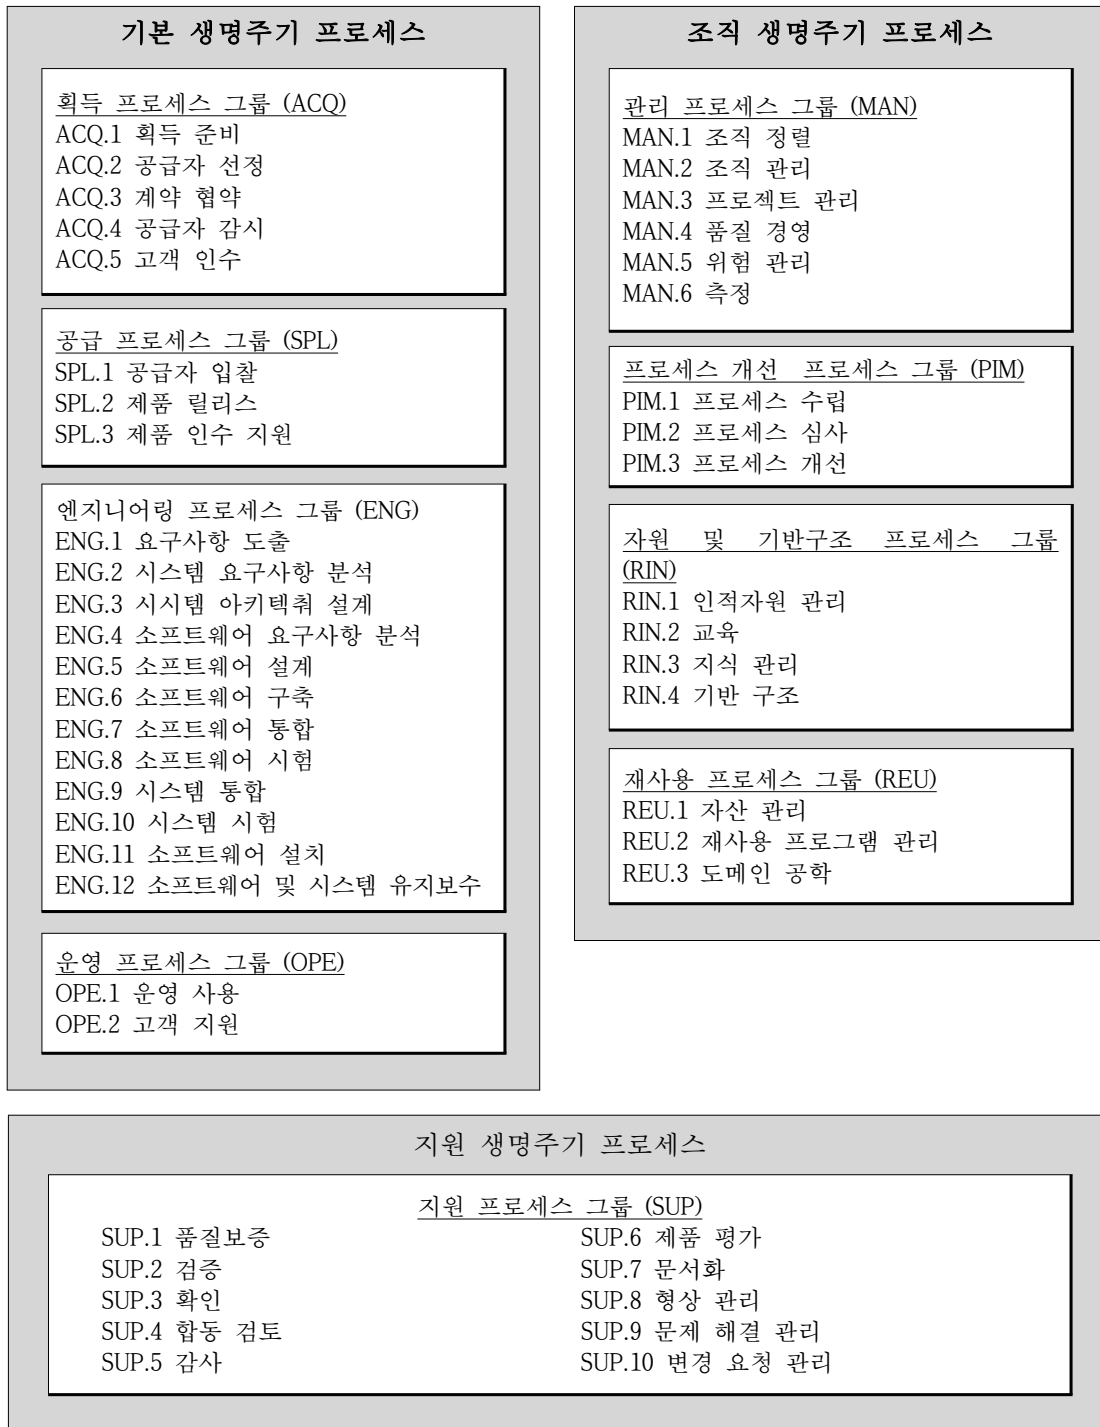 기본 생명주기 프로세스
획득 프로세스 그룹 (ACQ)
ACQ.1 획득 준비
ACQ.2 공급자 선정
ACQ.3 계약 협약
ACQ.4 공급자 감시
ACQ.5 고객 인수
공급 프로세스 그룹 (SPL)
SPL.1 공급자 입찰
SPL.2 제품 릴리스
SPL.3 제품 인수 지원
엔지니어링 프로세스 그룹 (ENG)
ENG.1 요구사항 도출
ENG.2 시스템 요구사항 분석
ENG.3 시시템 아키텍춰 설계
ENG.4 소프트웨어 요구사항 분석
ENG.5 소프트웨어 설계
ENG.6 소프트웨어 구축
ENG.7 소프트웨어 통합
ENG.8 소프트웨어 시험
ENG.9 시스템 통합
ENG.10 시스템 시험
ENG.11 소프트웨어 설치
ENG.12 소프트웨어 및 시스템 유지보수
운영 프로세스 그룹 (OPE)
OPE.1 운영 사용
OPE.2 고객 지원
조직 생명주기 프로세스
관리 프로세스 그룹 (MAN)
MAN.1 조직 정렬
MAN.2 조직 관리
MAN.3 프로젝트 관리
MAN.4 품질 경영
MAN.5 위험 관리
MAN.6 측정
프로세스 개선 프로세스 그룹 (PIM)
PIM.1 프로세스 수립
PIM.2 프로세스 심사
PIM.3 프로세스 개선
자원 및 기반구조 프로세스 그룹
(RIN)
RIN.1 인적자원 관리
RIN.2 교육
RIN.3 지식 관리
RIN.4 기반 구조
재사용 프로세스 그룹 (REU)
REU.1 자산 관리
REU.2 재사용 프로그램 관리
REU.3 도메인 공학
지원 생명주기 프로세스
지원 프로세스 그룹 (SUP)
SUP.1 품질보증
SUP.2 검증
SUP.3 확인
SUP.4 합동 검토
SUP.5 감사
SUP.6 제품 평가
SUP.7 문서화
SUP.8 형상 관리
SUP.9 문제 해결 관리
SUP.10 변경 요청 관리